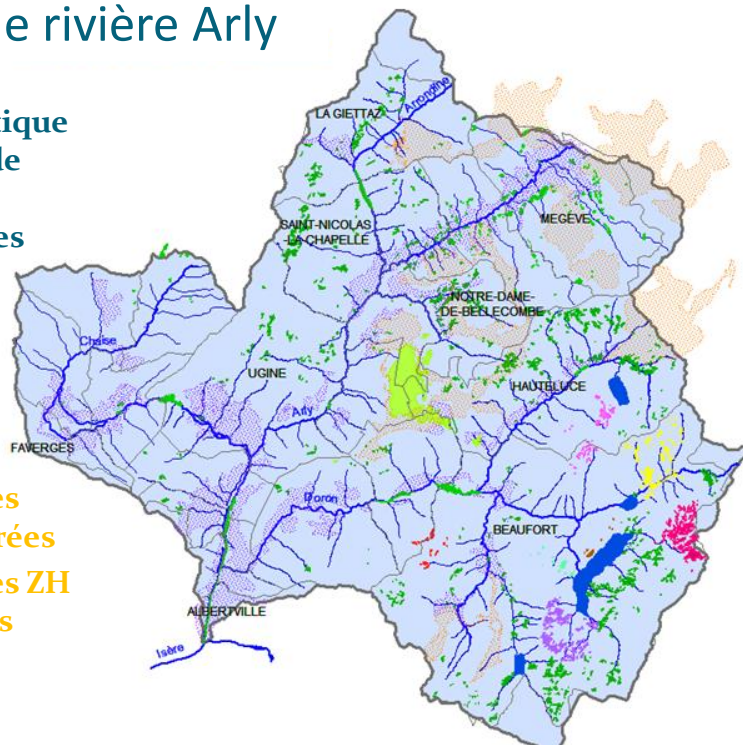 e rivière Arly
tique
le
es
es
rées
es ZH
s
LA GIETTAZ
Arrondine
MEGÈVE
SAINT-NICOLAS
-LA-CHAPELLE
NOTRE-DAME-
DE-BELLECOMBE
Chaise
UGINE
Arly
HAUTELUCE
FAVERGES
Doron
BEAUFORT
ALBERTVILLE
Isère